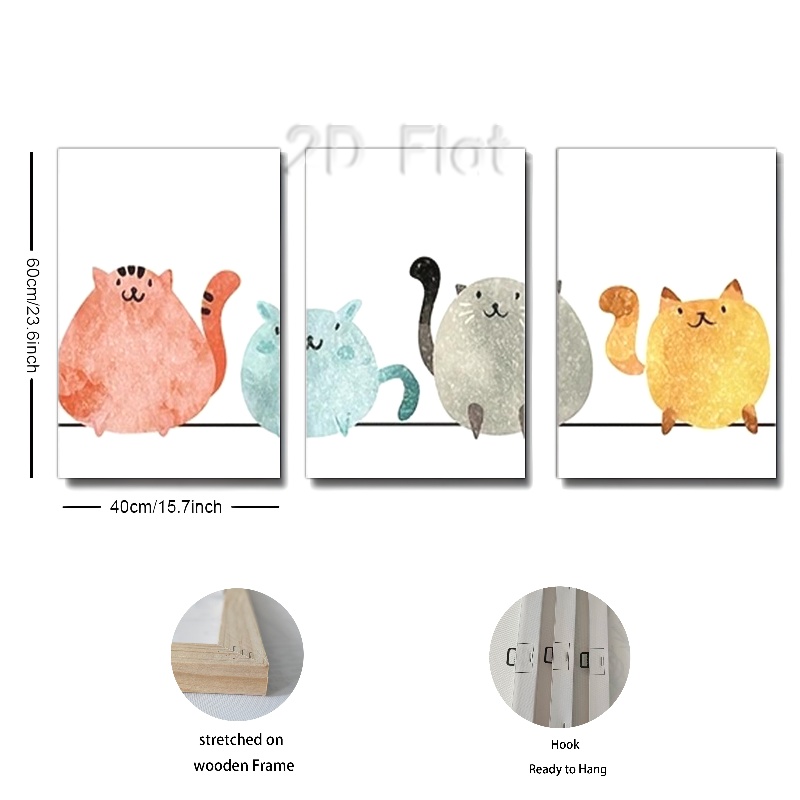 2D Flat
60cm/23.6inch
40cm/15.7inch
stretched on
wooden Frame
Hook
Ready to Hang